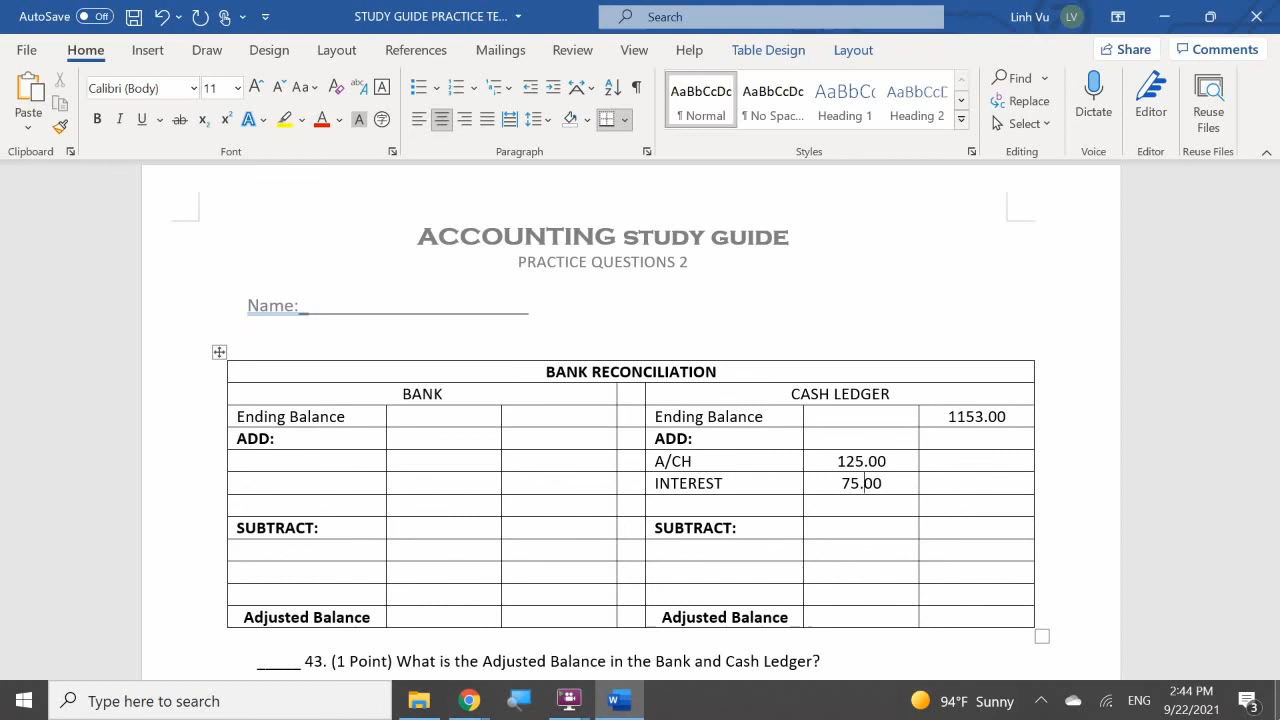 AutoSave Off STUDY GUIDE PRACTICE TE... Search Linh Vu LV
File Home Insert Draw Design Layout References Mailings Review View Help Table Design Layout Share Comments
Paste
Calibri (Body) 11 Aa A
B I U ab x₂ x² A A A
AaBbCcDc ¶ Normal
AaBbCcDc ¶ No Spac...
AaBbCc Heading 1
AaBbCcD Heading 2
Find
Replace
Select
Dictate
Editor
Reuse Files
Clipboard Font Paragraph Styles Editing Voice Editor Reuse Files
ACCOUNTING STUDY GUIDE
PRACTICE QUESTIONS 2
Name:_
BANK RECONCILIATION
BANK CASH LEDGER
Ending Balance Ending Balance 1153.00
ADD: ADD:
A/CH 125.00
INTEREST 75.00
SUBTRACT: SUBTRACT:
Adjusted Balance Adjusted Balance
_____ 43. (1 Point) What is the Adjusted Balance in the Bank and Cash Ledger?
Type here to search
94°F Sunny
ENG
2:44 PM
9/22/2021
3